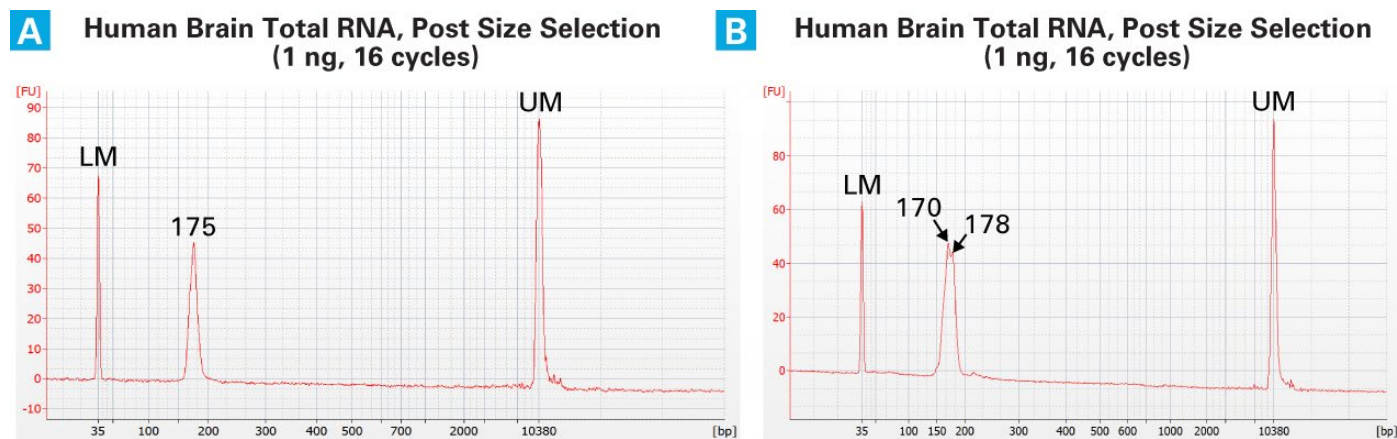 A
Human Brain Total RNA, Post Size Selection
(1 ng, 16 cycles)
[FU]
90
80
70
60
50
40
30
20
10
0
-10
LM
175
UM
35 100 200 300 400 500 700 2000 10380 [bp]
B
Human Brain Total RNA, Post Size Selection
(1 ng, 16 cycles)
[FU]
80
60
40
20
0
LM
170
178
UM
35 100 150 200 300 400 500 600 1000 2000 10380 [bp]